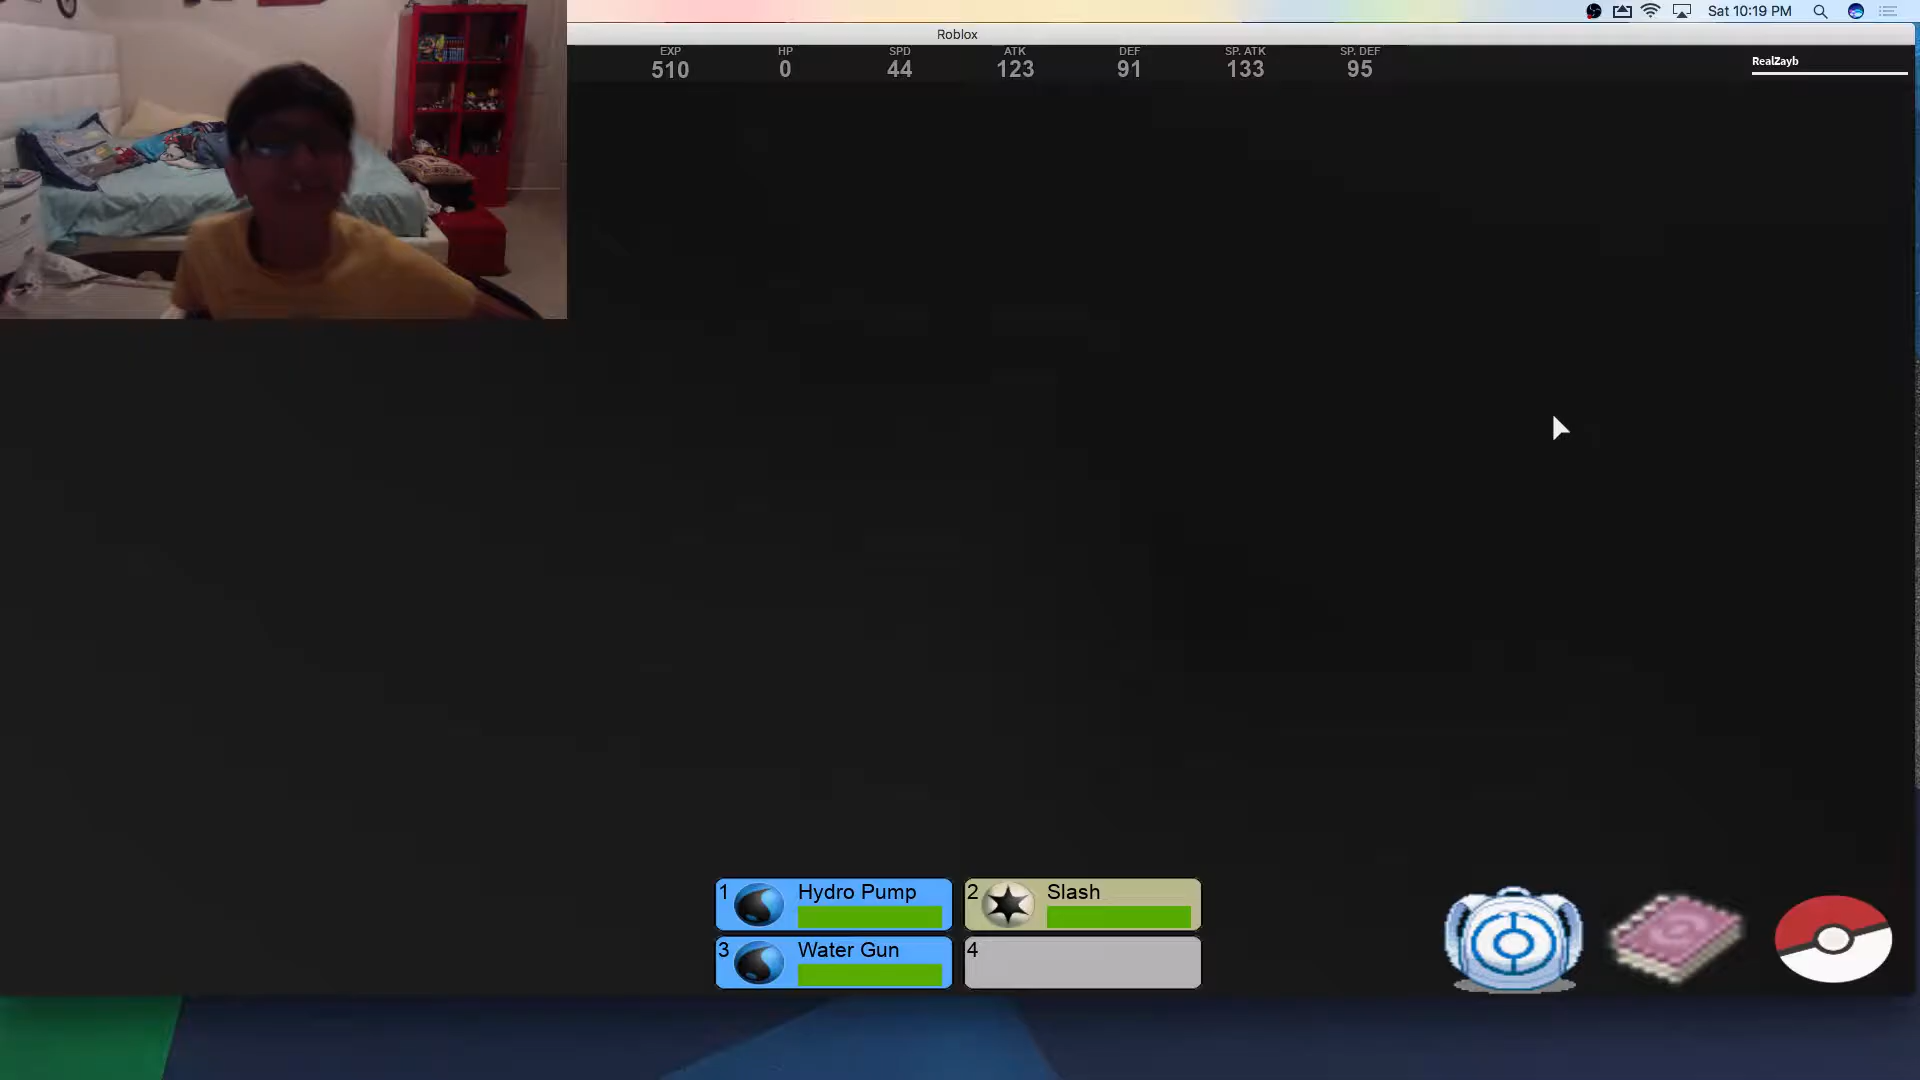 Sat 10:19 PM
Roblox
EXP HP SPD ATK DEF SP. ATK SP. DEF
510 0 44 123 91 133 95
RealZayb
1 Hydro Pump
2 Slash
3 Water Gun
4